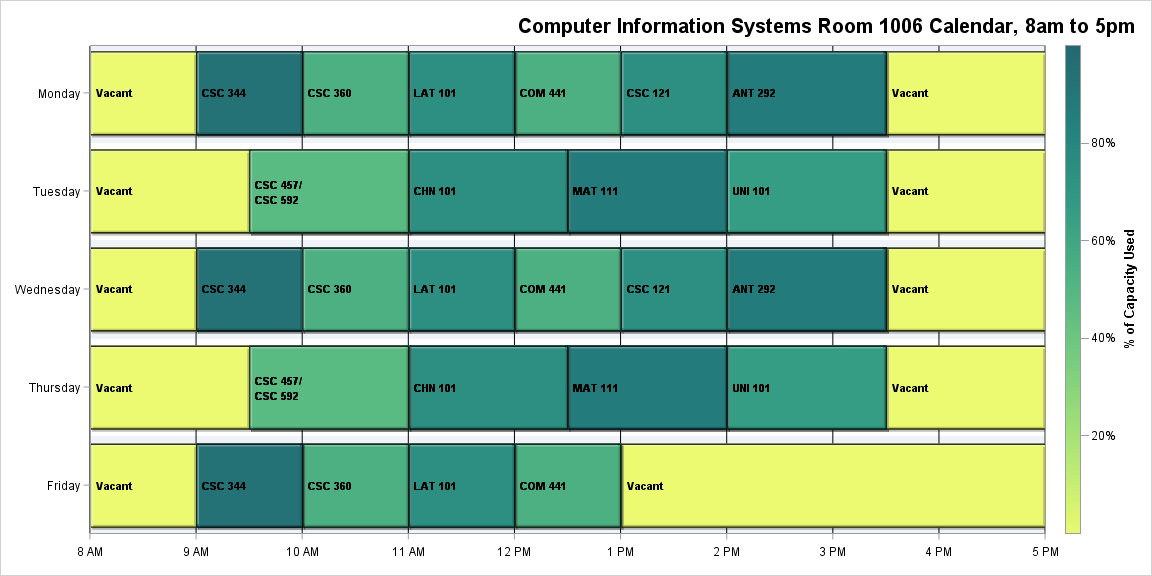 Computer Information Systems Room 1006 Calendar, 8am to 5pm
Monday
Vacant
CSC 344
CSC 360
LAT 101
COM 441
CSC 121
ANT 292
Vacant
Tuesday
Vacant
CSC 457/
CSC 592
CHN 101
MAT 111
UNI 101
Vacant
Wednesday
Vacant
CSC 344
CSC 360
LAT 101
COM 441
CSC 121
ANT 292
Vacant
Thursday
Vacant
CSC 457/
CSC 592
CHN 101
MAT 111
UNI 101
Vacant
Friday
Vacant
CSC 344
CSC 360
LAT 101
COM 441
Vacant
8 AM
9 AM
10 AM
11 AM
12 PM
1 PM
2 PM
3 PM
4 PM
5 PM
80%
60%
40%
20%
% of Capacity Used